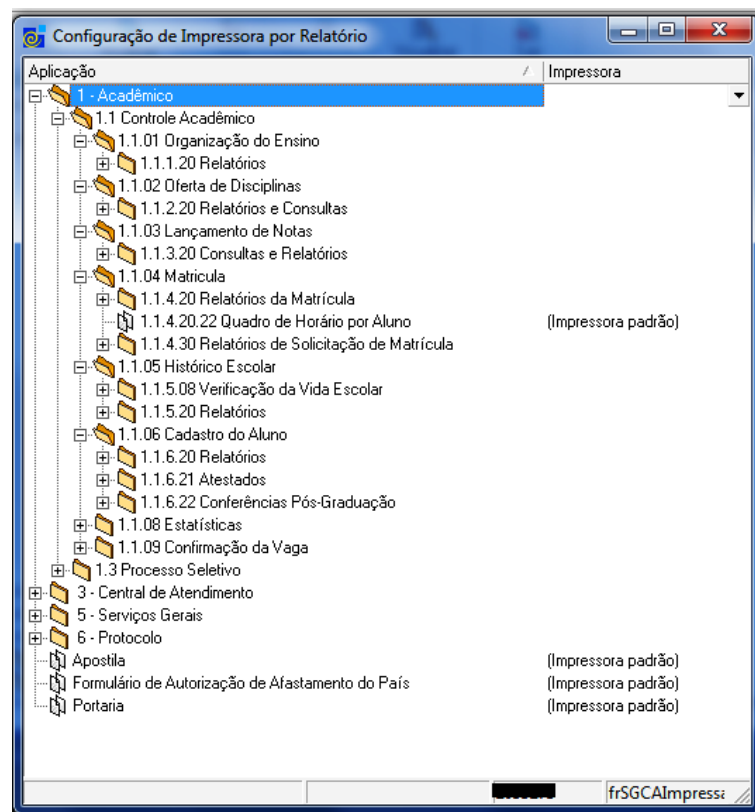 Configuração de Impressora por Relatório
Aplicação Impressora
1 - Acadêmico
1.1 Controle Acadêmico
1.1.01 Organização do Ensino
1.1.1.20 Relatórios
1.1.02 Oferta de Disciplinas
1.1.2.20 Relatórios e Consultas
1.1.03 Lançamento de Notas
1.1.3.20 Consultas e Relatórios
1.1.04 Matricula
1.1.4.20 Relatórios da Matrícula
1.1.4.20.22 Quadro de Horário por Aluno (Impressora padrão)
1.1.4.30 Relatórios de Solicitação de Matrícula
1.1.05 Histórico Escolar
1.1.5.08 Verificação da Vida Escolar
1.1.5.20 Relatórios
1.1.06 Cadastro do Aluno
1.1.6.20 Relatórios
1.1.6.21 Atestados
1.1.6.22 Conferências Pós-Graduação
1.1.08 Estatísticas
1.1.09 Confirmação da Vaga
1.3 Processo Seletivo
3 - Central de Atendimento
5 - Serviços Gerais
6 - Protocolo
Apostila (Impressora padrão)
Formulário de Autorização de Afastamento do País (Impressora padrão)
Portaria (Impressora padrão)
frSGCAImpress